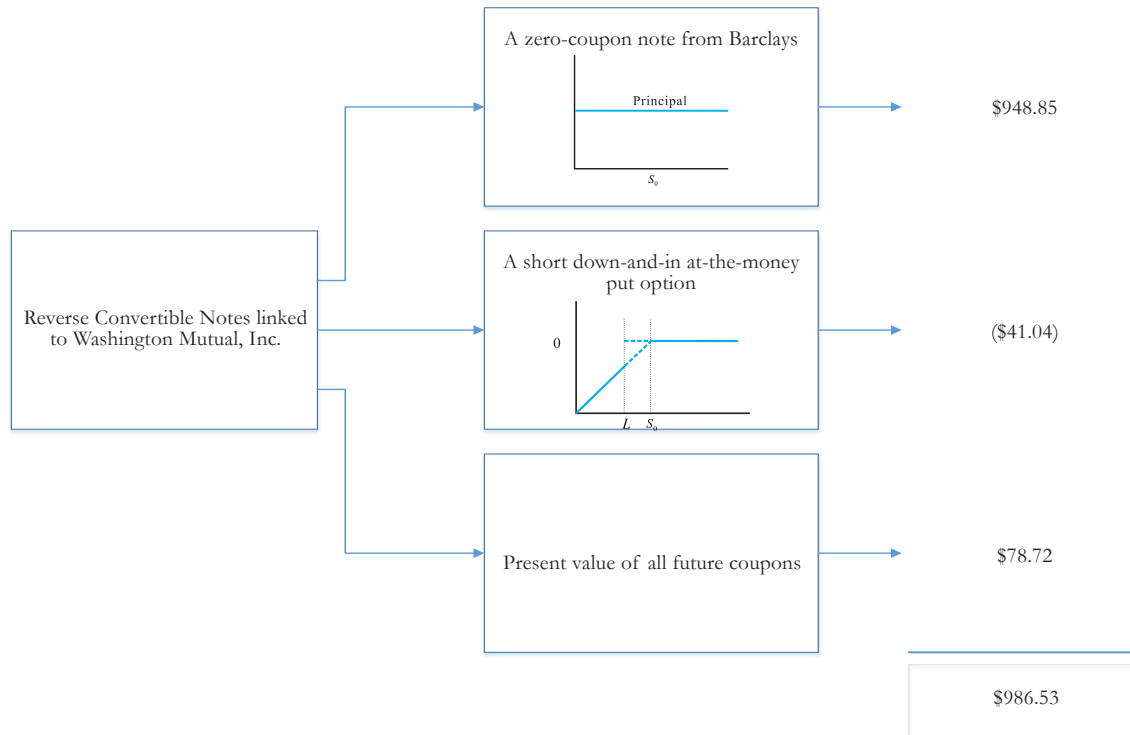 A zero-coupon note from Barclays
Principal
S₀
$948.85
Reverse Convertible Notes linked
to Washington Mutual, Inc.
A short down-and-in at-the-money
put option
0
L S₀
($41.04)
Present value of all future coupons
$78.72
$986.53